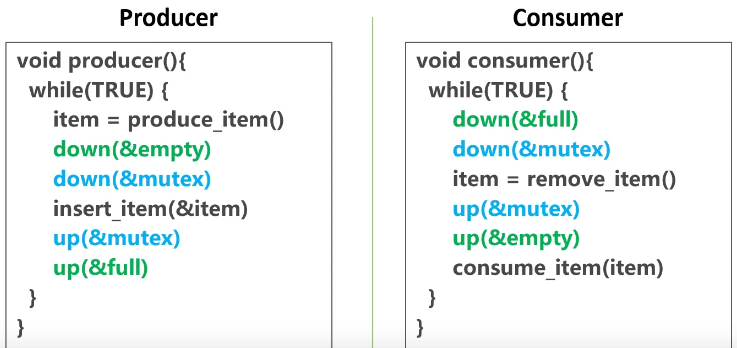 Producer
void producer(){
while(TRUE) {
item = produce_item()
down(&empty)
down(&mutex)
insert_item(&item)
up(&mutex)
up(&full)
}
}
Consumer
void consumer(){
while(TRUE) {
down(&full)
down(&mutex)
item = remove_item()
up(&mutex)
up(&empty)
consume_item(item)
}
}